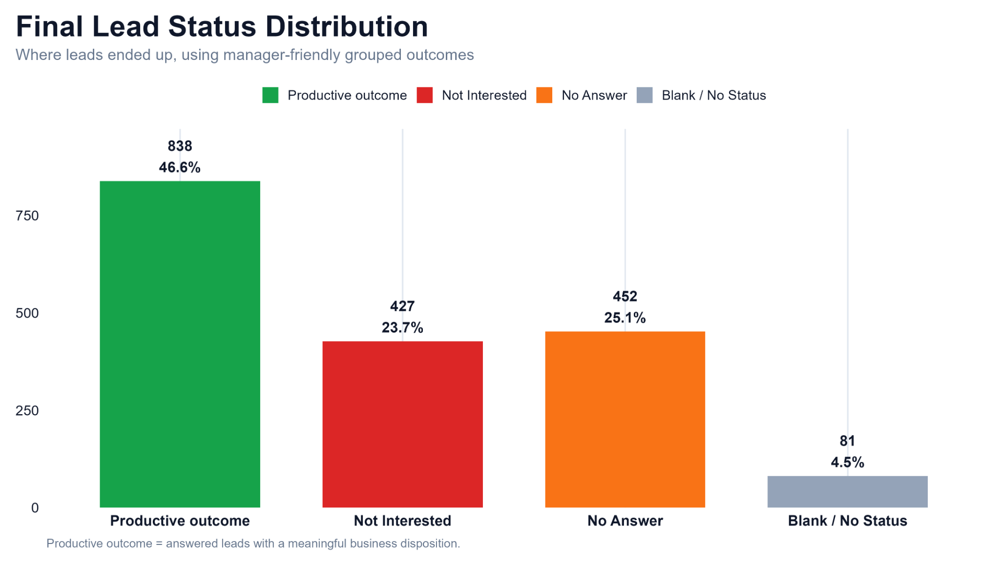 Final Lead Status Distribution
Where leads ended up, using manager-friendly grouped outcomes
Productive outcome Not Interested No Answer Blank / No Status
838
46.6%
427
23.7%
452
25.1%
81
4.5%
750
500
250
0
Productive outcome Not Interested No Answer Blank / No Status
Productive outcome = answered leads with a meaningful business disposition.